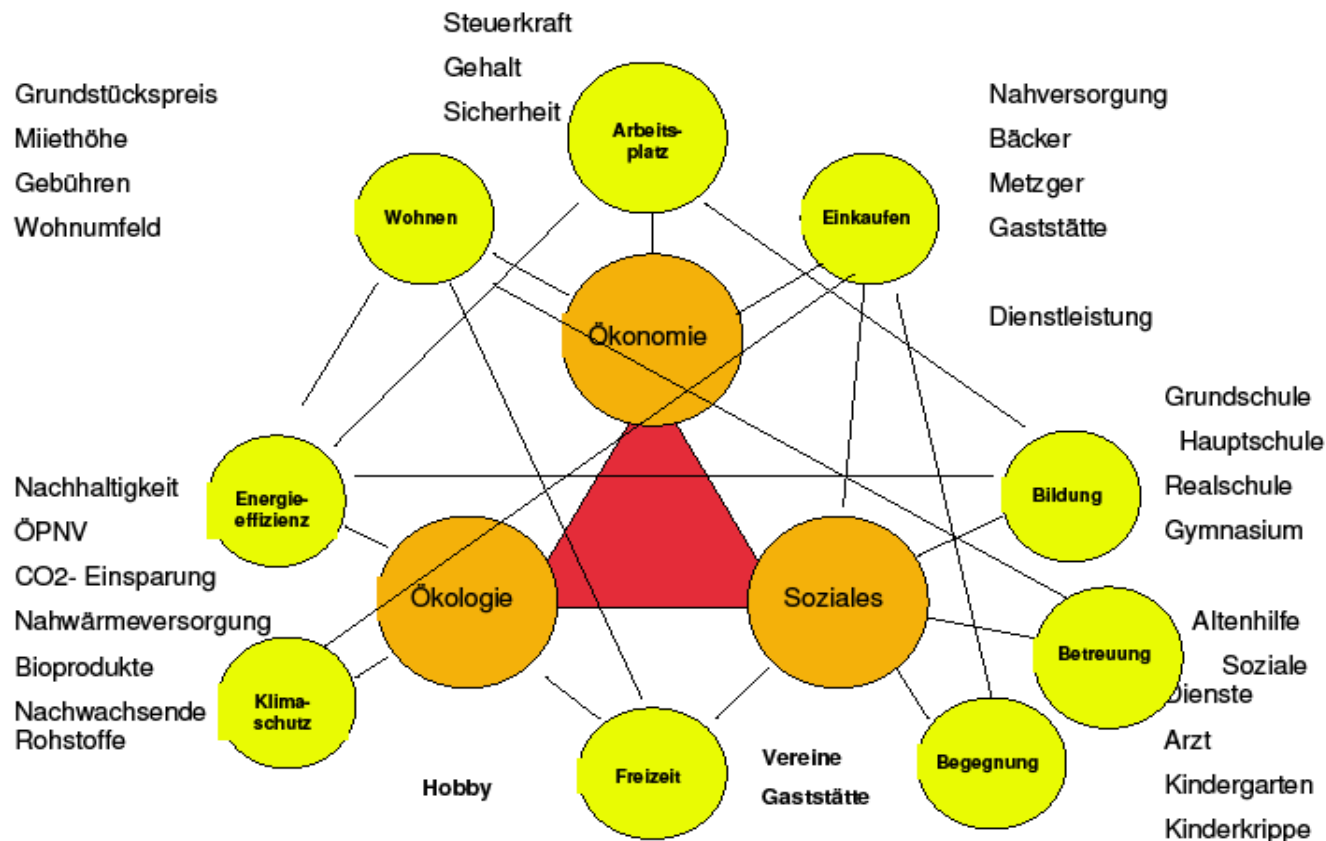 Steuerkraft
Gehalt
Sicherheit
Grundstückspreis
Miiethöhe
Gebühren
Wohnumfeld
Nahversorgung
Bäcker
Metzger
Gaststätte
Dienstleistung
Arbeits-
platz
Wohnen
Einkaufen
Ökonomie
Grundschule
Hauptschule
Realschule
Gymnasium
Nachhaltigkeit
ÖPNV
CO2- Einsparung
Nahwärmeversorgung
Bioprodukte
Nachwachsende
Rohstoffe
Energie-
effizienz
Bildung
Ökologie
Soziales
Klima-
schutz
Betreuung
Altenhilfe
Soziale
Dienste
Arzt
Kindergarten
Kinderkrippe
Hobby
Freizeit
Vereine
Gaststätte
Begegnung